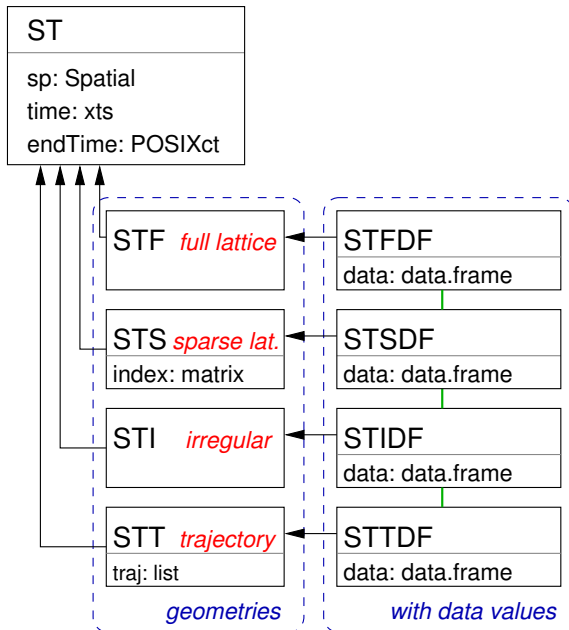 ST
sp: Spatial
time: xts
endTime: POSIXct
STF full lattice
STFDF
data: data.frame
STS sparse lat.
index: matrix
STSDF
data: data.frame
STI irregular
STIDF
data: data.frame
STT trajectory
traj: list
STTDF
data: data.frame
geometries
with data values